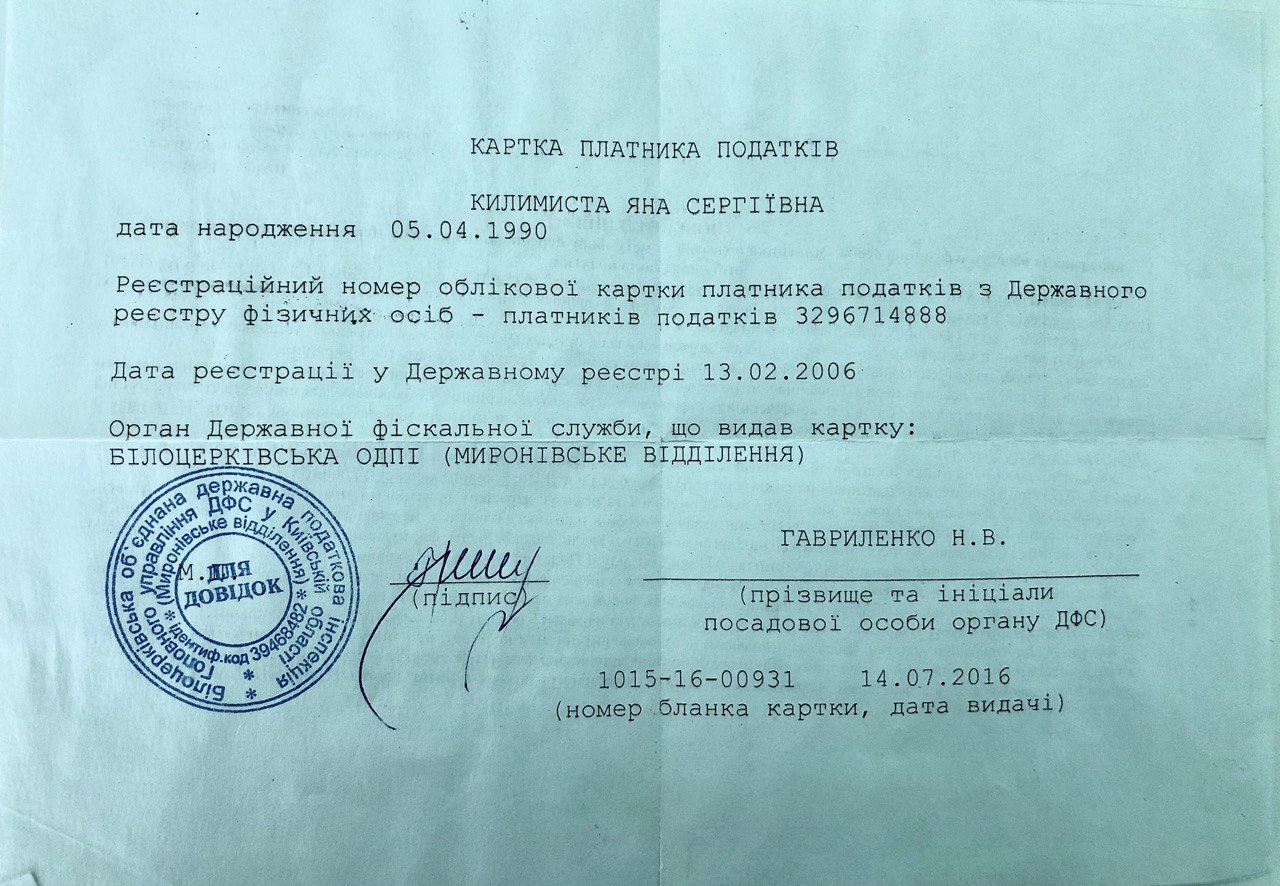 КАРТКА ПЛАТНИКА ПОДАТКІВ
КИЛИМИСТА ЯНА СЕРГІЇВНА
дата народження 05.04.1990
Реєстраційний номер облікової картки платника податків з Державного
реєстру фізичних осіб - платників податків 3296714888
Дата реєстрації у Державному реєстрі 13.02.2006
Орган Державної фіскальної служби, що видав картку:
БІЛОЦЕРКІВСЬКА ОДПІ (МИРОНІВСЬКЕ ВІДДІЛЕННЯ)
Білоцерківська об'єднана державна податкова інспекція
Головного управління ДФС у Київській області
(Миронівське відділення) * ідентиф.код 39468482 *
М.П.
ДЛЯ
ДОВІДОК
(підпис)
ГАВРИЛЕНКО Н.В.
(прізвище та ініціали
посадової особи органу ДФС)
1015-16-00931 14.07.2016
(номер бланка картки, дата видачі)